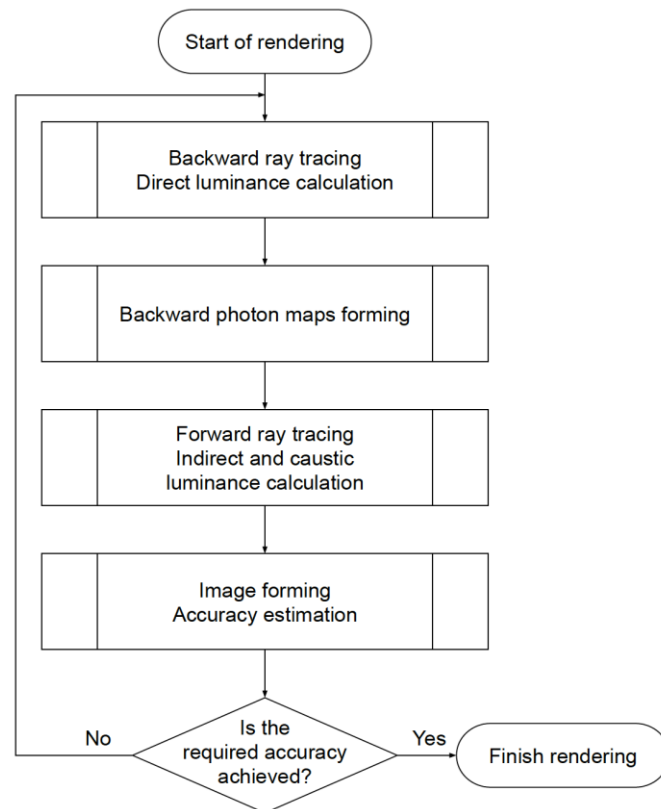 Start of rendering
Backward ray tracing
Direct luminance calculation
Backward photon maps forming
Forward ray tracing
Indirect and caustic
luminance calculation
Image forming
Accuracy estimation
Is the
required accuracy
achieved?
No
Yes
Finish rendering